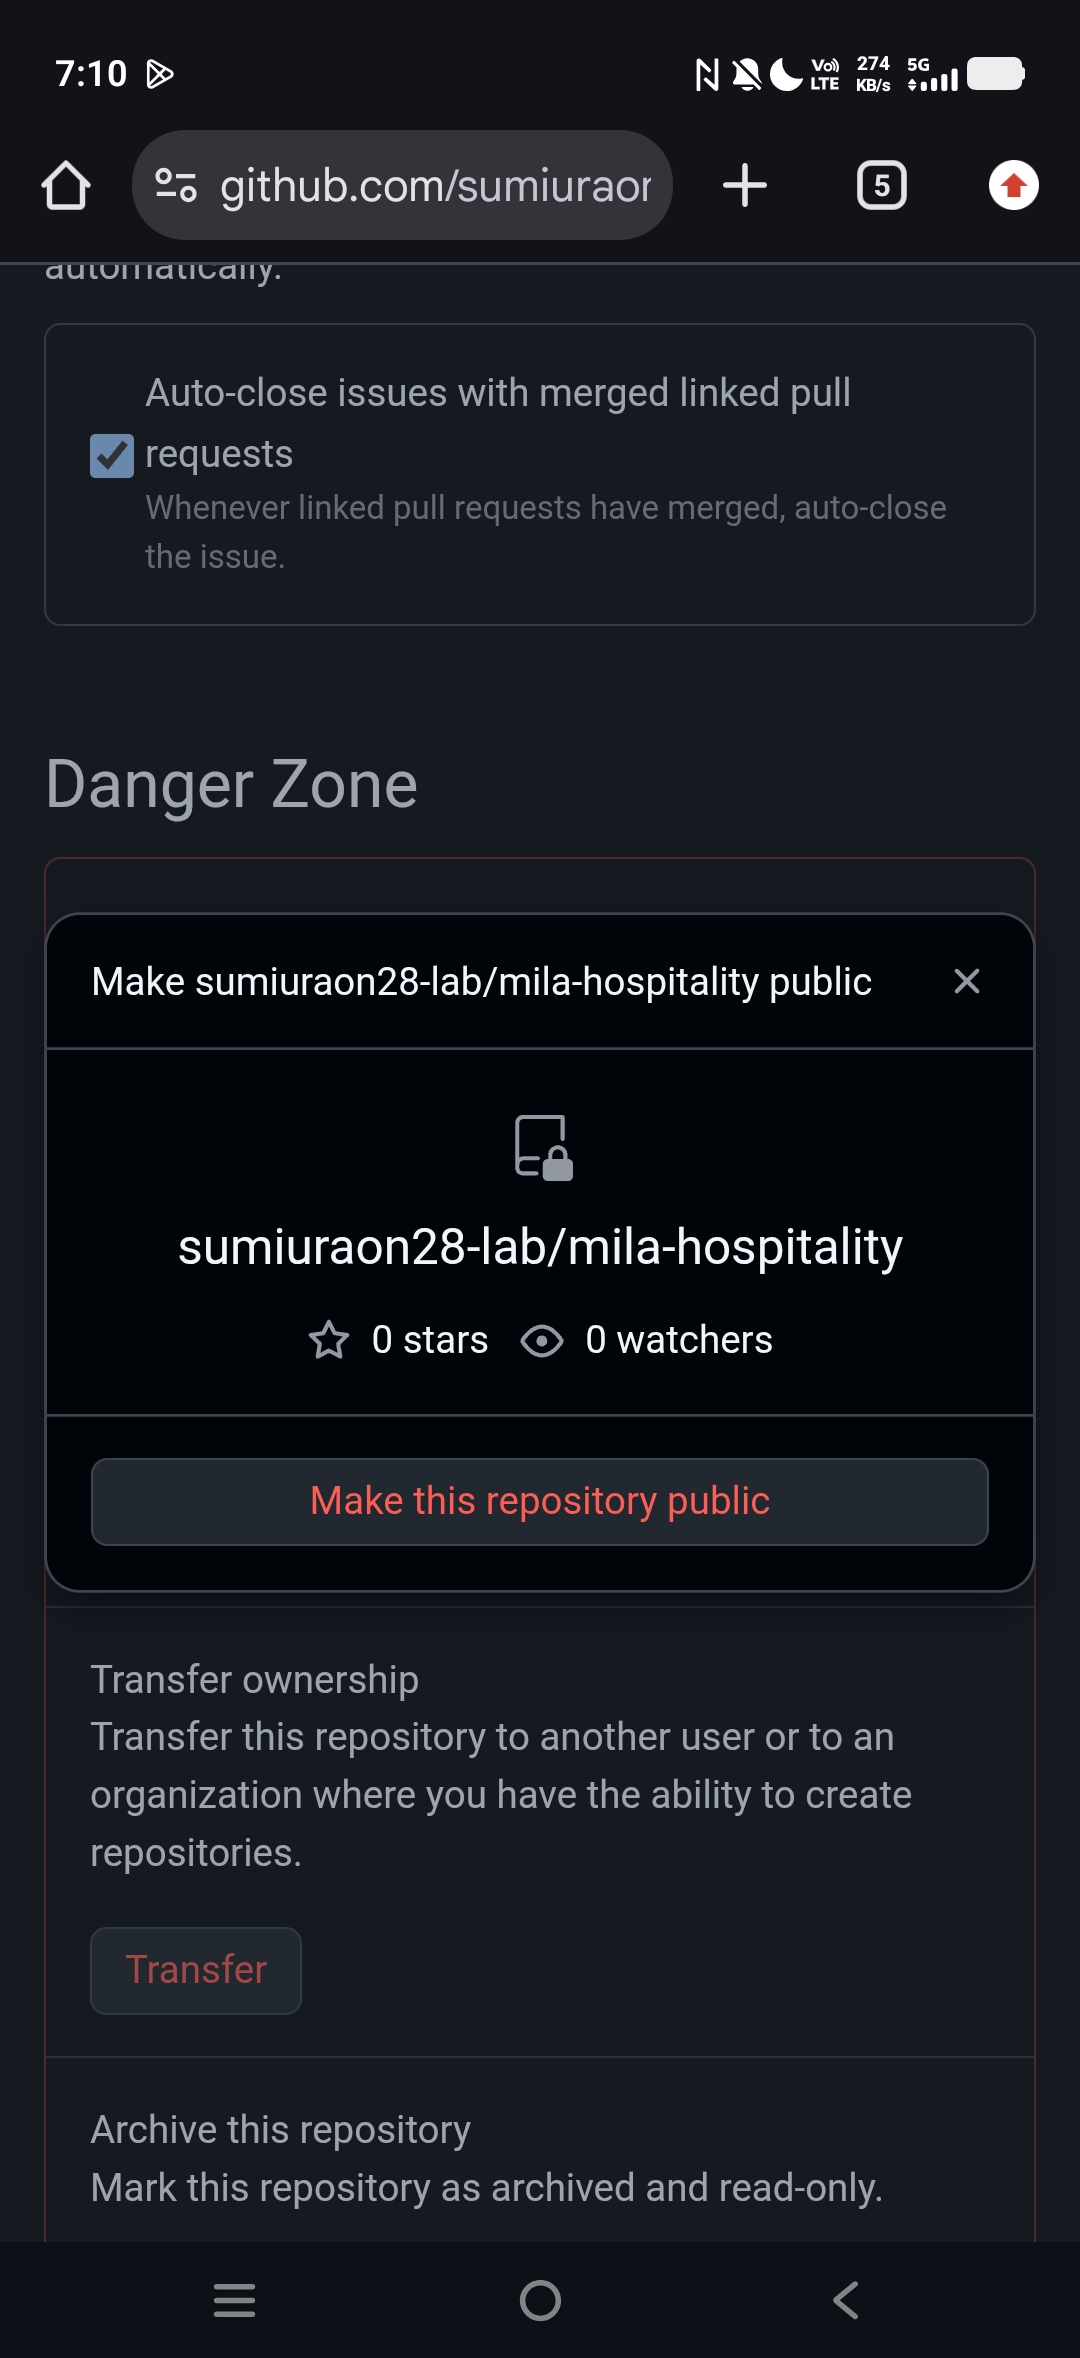 7:10
Vo)) LTE
274 KB/s
5G
github.com/sumiuraor
5
automatically.
Auto-close issues with merged linked pull
requests
Whenever linked pull requests have merged, auto-close
the issue.
Danger Zone
Make sumiuraon28-lab/mila-hospitality public
sumiuraon28-lab/mila-hospitality
0 stars 0 watchers
Make this repository public
Transfer ownership
Transfer this repository to another user or to an
organization where you have the ability to create
repositories.
Transfer
Archive this repository
Mark this repository as archived and read-only.